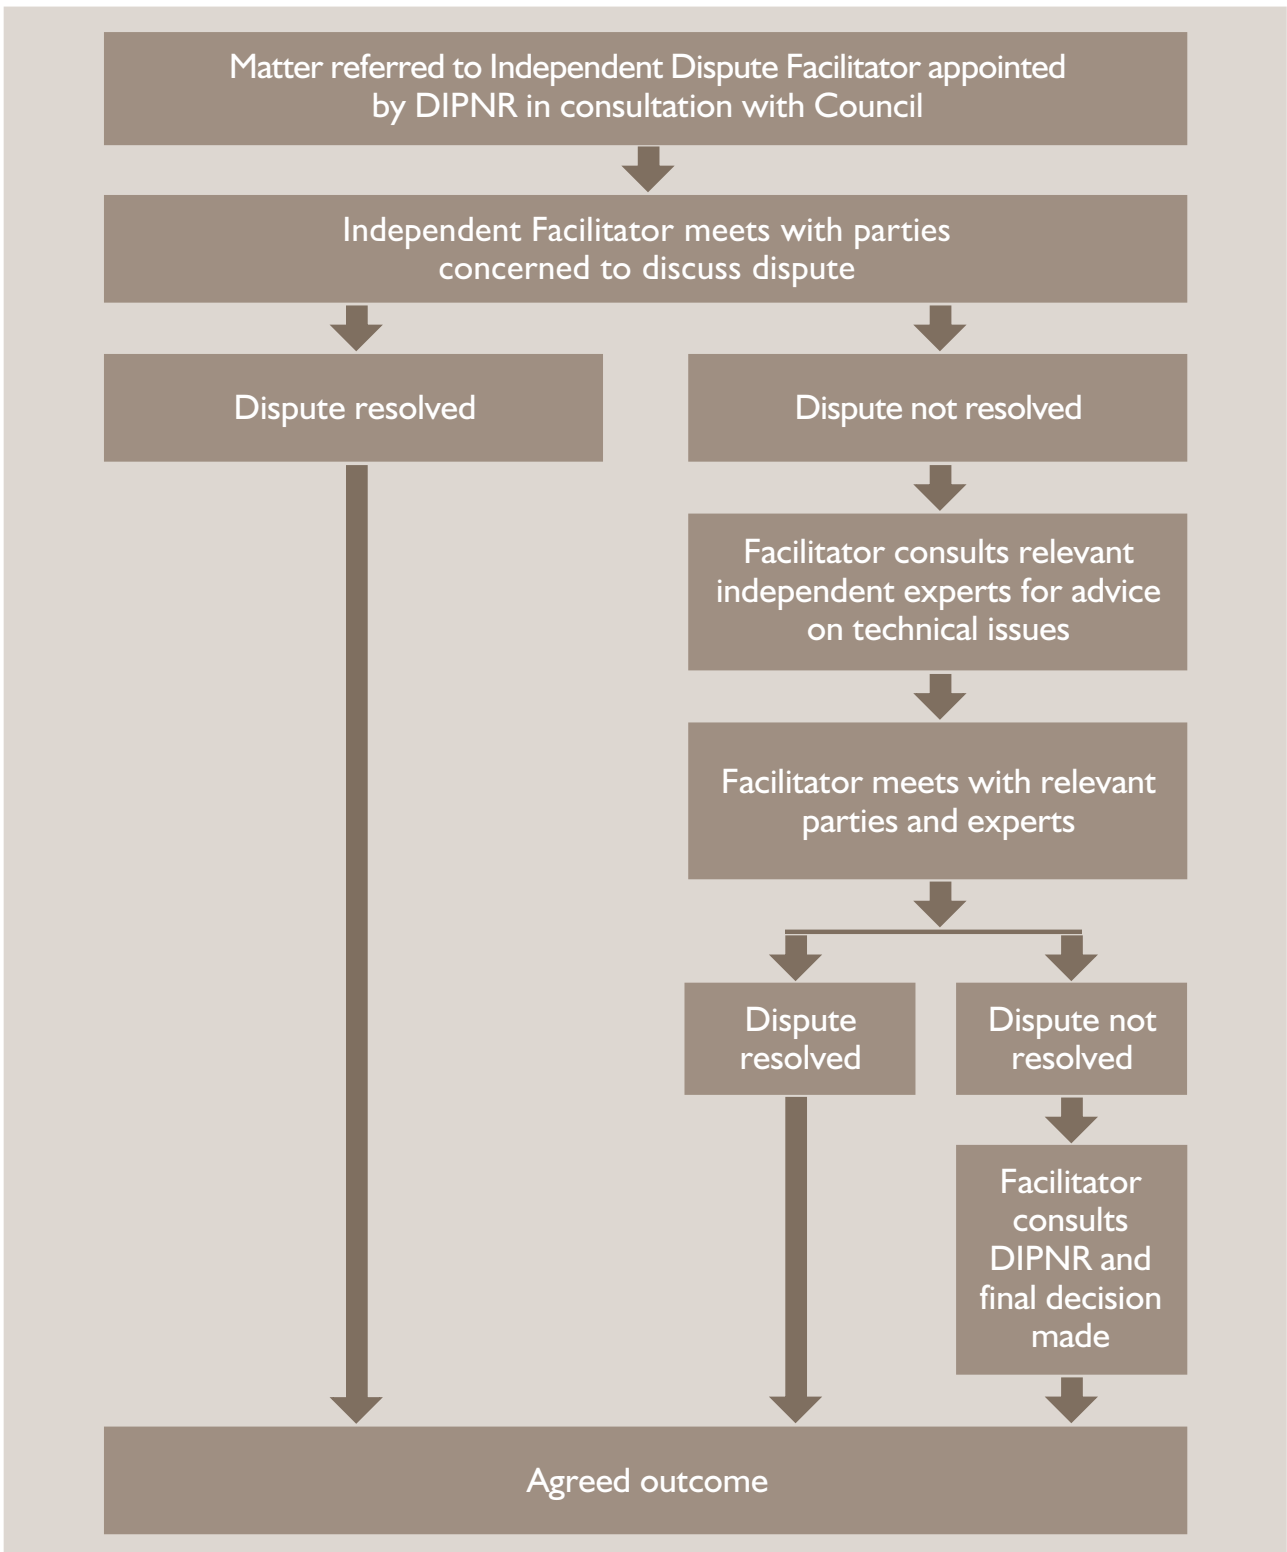 Matter referred to Independent Dispute Facilitator appointed
by DIPNR in consultation with Council
Independent Facilitator meets with parties
concerned to discuss dispute
Dispute resolved
Dispute not resolved
Facilitator consults relevant
independent experts for advice
on technical issues
Facilitator meets with relevant
parties and experts
Dispute
resolved
Dispute not
resolved
Facilitator
consults
DIPNR and
final decision
made
Agreed outcome